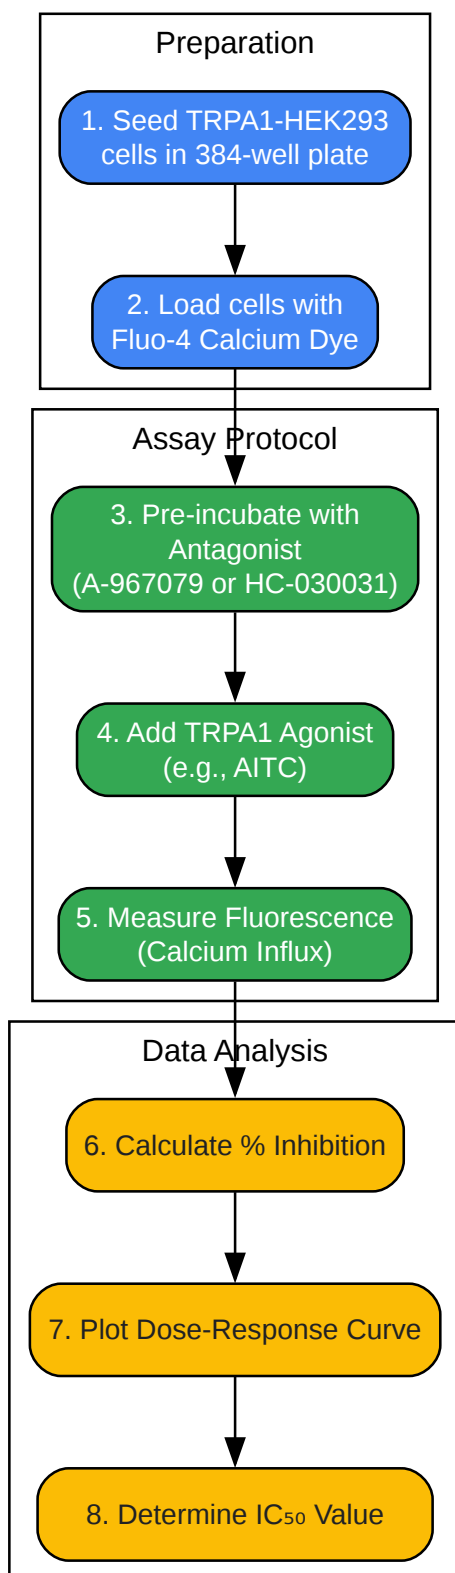 Preparation
1. Seed TRPA1-HEK293
cells in 384-well plate
2. Load cells with
Fluo-4 Calcium Dye
Assay Protocol
3. Pre-incubate with
Antagonist
(A-967079 or HC-030031)
4. Add TRPA1 Agonist
(e.g., AITC)
5. Measure Fluorescence
(Calcium Influx)
Data Analysis
6. Calculate % Inhibition
7. Plot Dose-Response Curve
8. Determine IC₅₀ Value